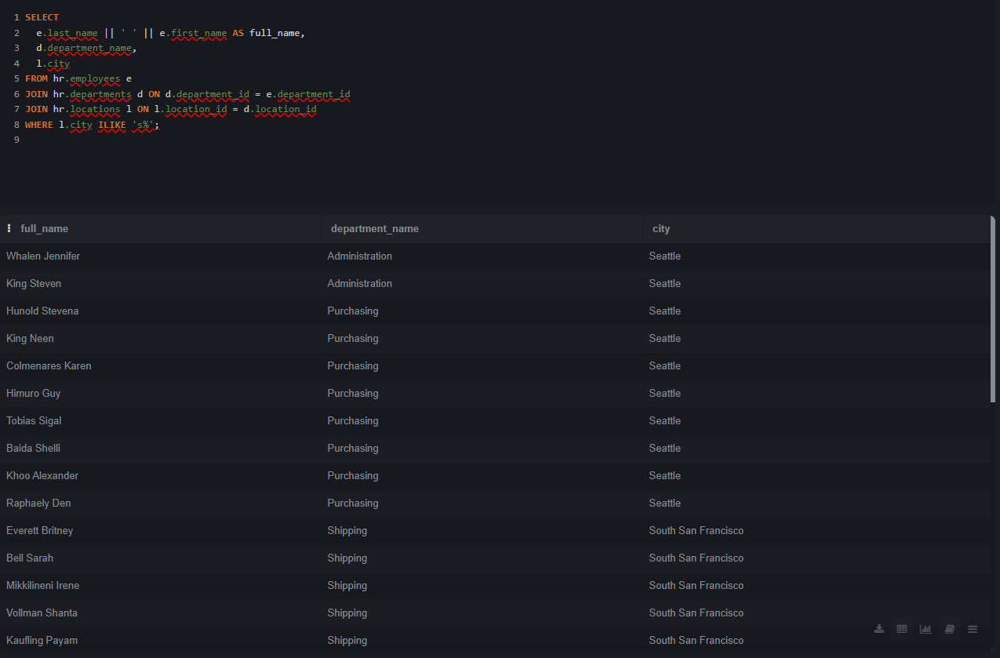 1 SELECT
2 e.last_name || ' ' || e.first_name AS full_name,
3 d.department_name,
4 l.city
5 FROM hr.employees e
6 JOIN hr.departments d ON d.department_id = e.department_id
7 JOIN hr.locations l ON l.location_id = d.location_id
8 WHERE l.city ILIKE 's%';
9
full_name department_name city
Whalen Jennifer Administration Seattle
King Steven Administration Seattle
Hunold Stevena Purchasing Seattle
King Neen Purchasing Seattle
Colmenares Karen Purchasing Seattle
Himuro Guy Purchasing Seattle
Tobias Sigal Purchasing Seattle
Baida Shelli Purchasing Seattle
Khoo Alexander Purchasing Seattle
Raphaely Den Purchasing Seattle
Everett Britney Shipping South San Francisco
Bell Sarah Shipping South San Francisco
Mikkilineni Irene Shipping South San Francisco
Vollman Shanta Shipping South San Francisco
Kaufling Payam Shipping South San Francisco